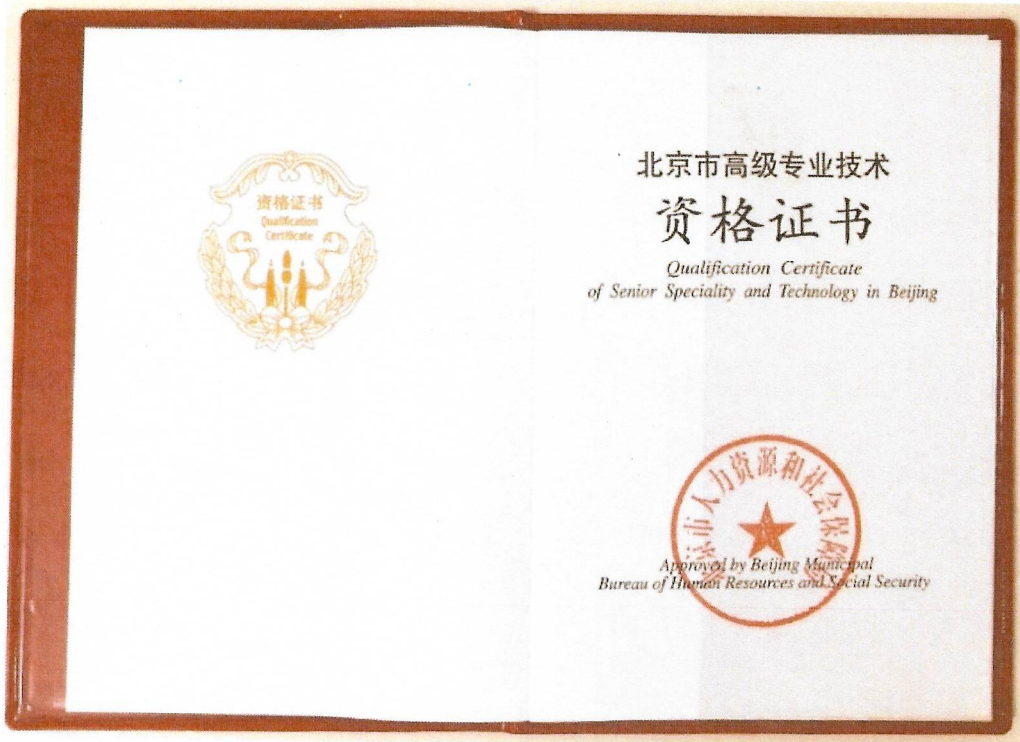 资格证书
Qualification
Certificate
北京市高级专业技术
资格证书
Qualification Certificate
of Senior Speciality and Technology in Beijing
北京市人力资源和社会保障局
Approved by Beijing Municipal
Bureau of Human Resources and Social Security